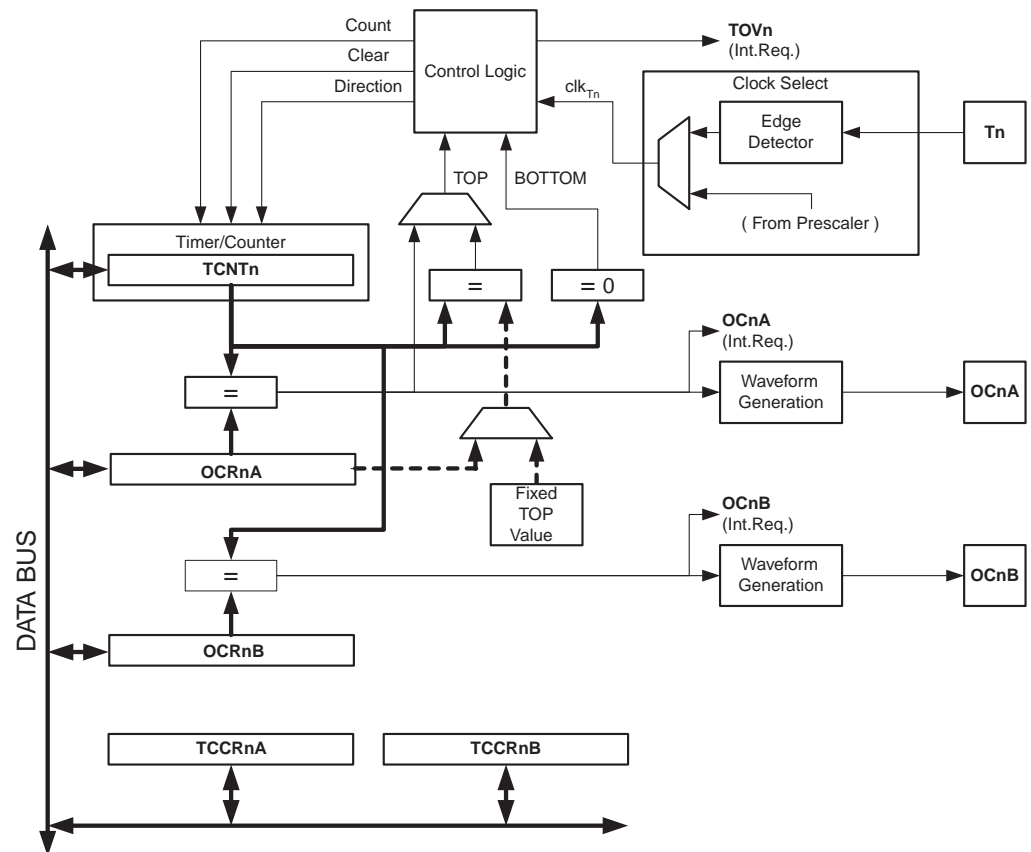 Count
Clear
Direction
Control Logic
TOVn
(Int.Req.)
clkTn
Clock Select
Edge
Detector
Tn
( From Prescaler )
TOP
BOTTOM
Timer/Counter
TCNTn
=
= 0
OCnA
(Int.Req.)
=
Waveform
Generation
OCnA
OCRnA
Fixed
TOP
Value
OCnB
(Int.Req.)
=
Waveform
Generation
OCnB
OCRnB
DATA BUS
TCCRnA
TCCRnB